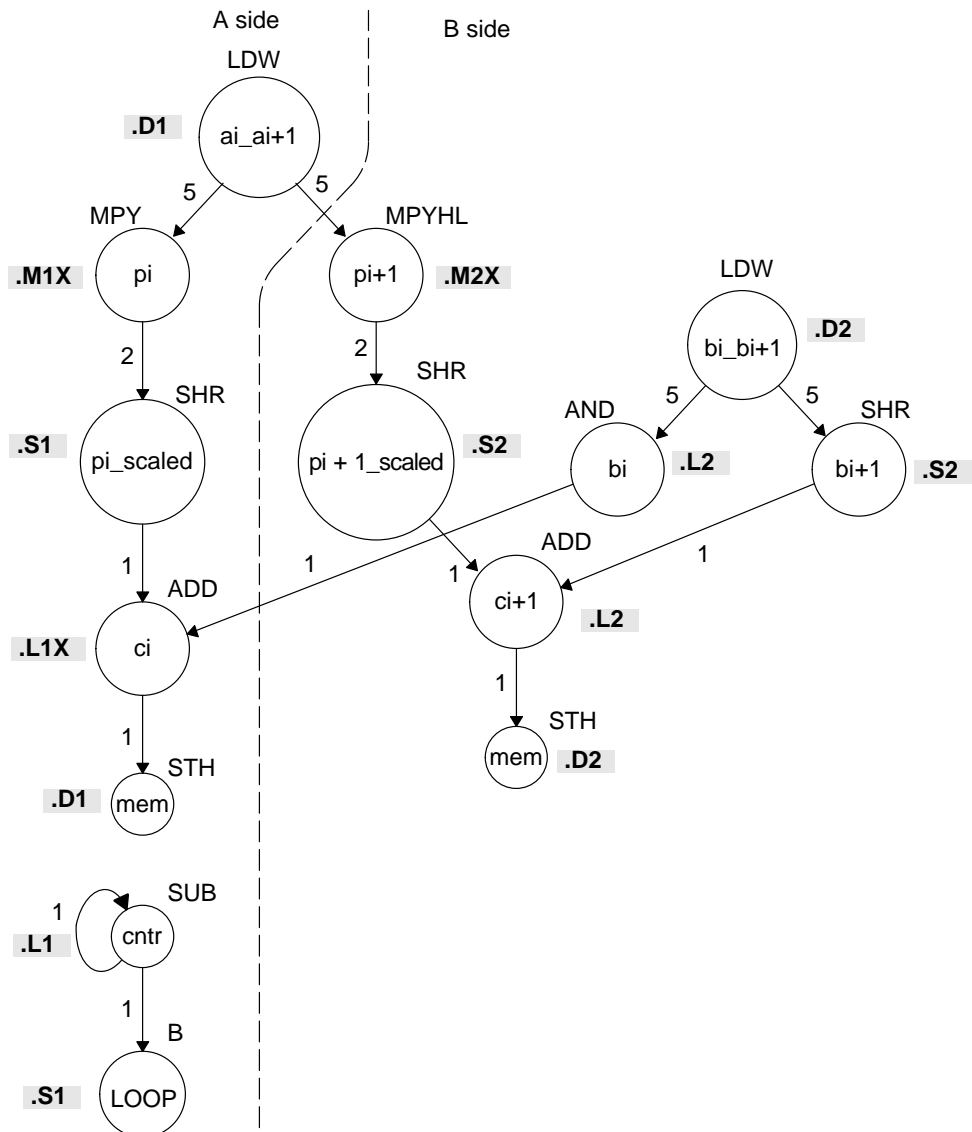 A side
B side
LDW
.D1
ai_ai+1
5
5
MPY
MPYHL
.M1X
pi
pi+1
.M2X
LDW
.D2
bi_bi+1
2
2
SHR
SHR
5
5
AND
SHR
.S1
pi_scaled
pi + 1_scaled
.S2
bi
.L2
bi+1
.S2
1
1
1
1
ADD
ADD
.L1X
ci
ci+1
.L2
1
1
STH
STH
mem
.D2
.D1
mem
SUB
1
.L1
cntr
1
B
.S1
LOOP